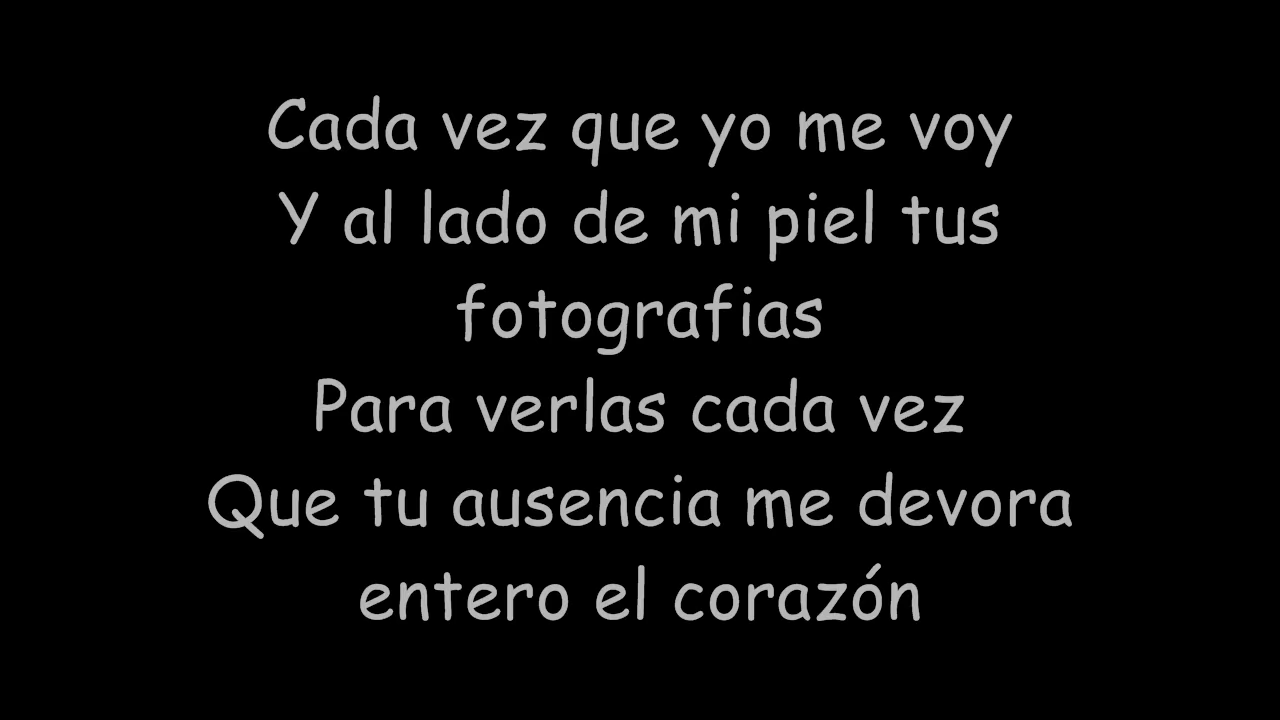 Cada vez que yo me voy
Y al lado de mi piel tus
fotografias
Para verlas cada vez
Que tu ausencia me devora
entero el corazón